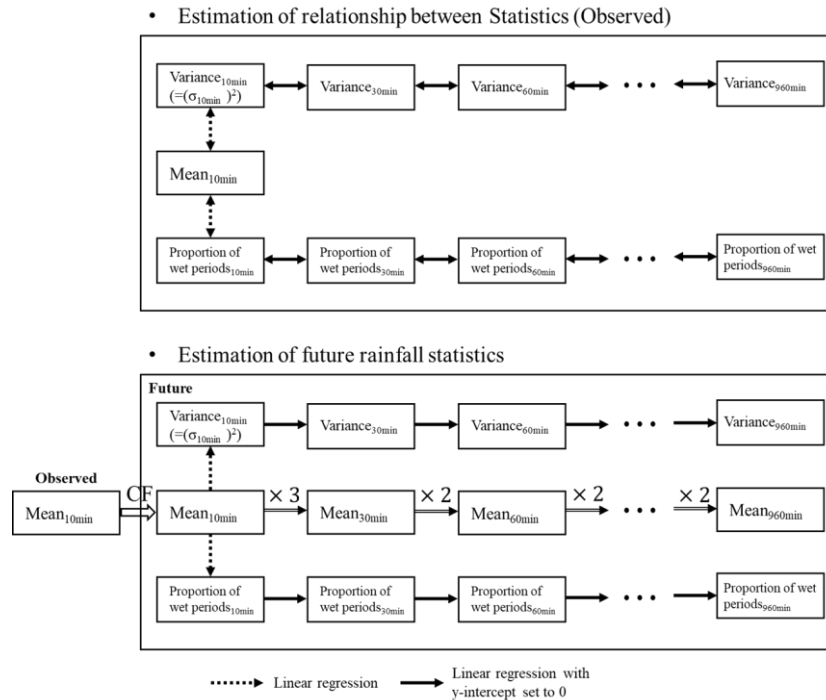 • Estimation of relationship between Statistics (Observed)
Variance10min
(=(σ10min )2)
Variance30min
Variance60min
• • •
Variance960min
Mean10min
Proportion of
wet periods10min
Proportion of
wet periods30min
Proportion of
wet periods60min
• • •
Proportion of wet
periods960min
• Estimation of future rainfall statistics
Future
Variance10min
(=(σ10min )2)
Variance30min
Variance60min
• • •
Variance960min
Observed
Mean10min
CF
Mean10min
× 3
Mean30min
× 2
Mean60min
× 2
• • •
× 2
Mean960min
Proportion of
wet periods10min
Proportion of
wet periods30min
Proportion of
wet periods60min
• • •
Proportion of wet
periods960min
Linear regression
Linear regression with
y-intercept set to 0